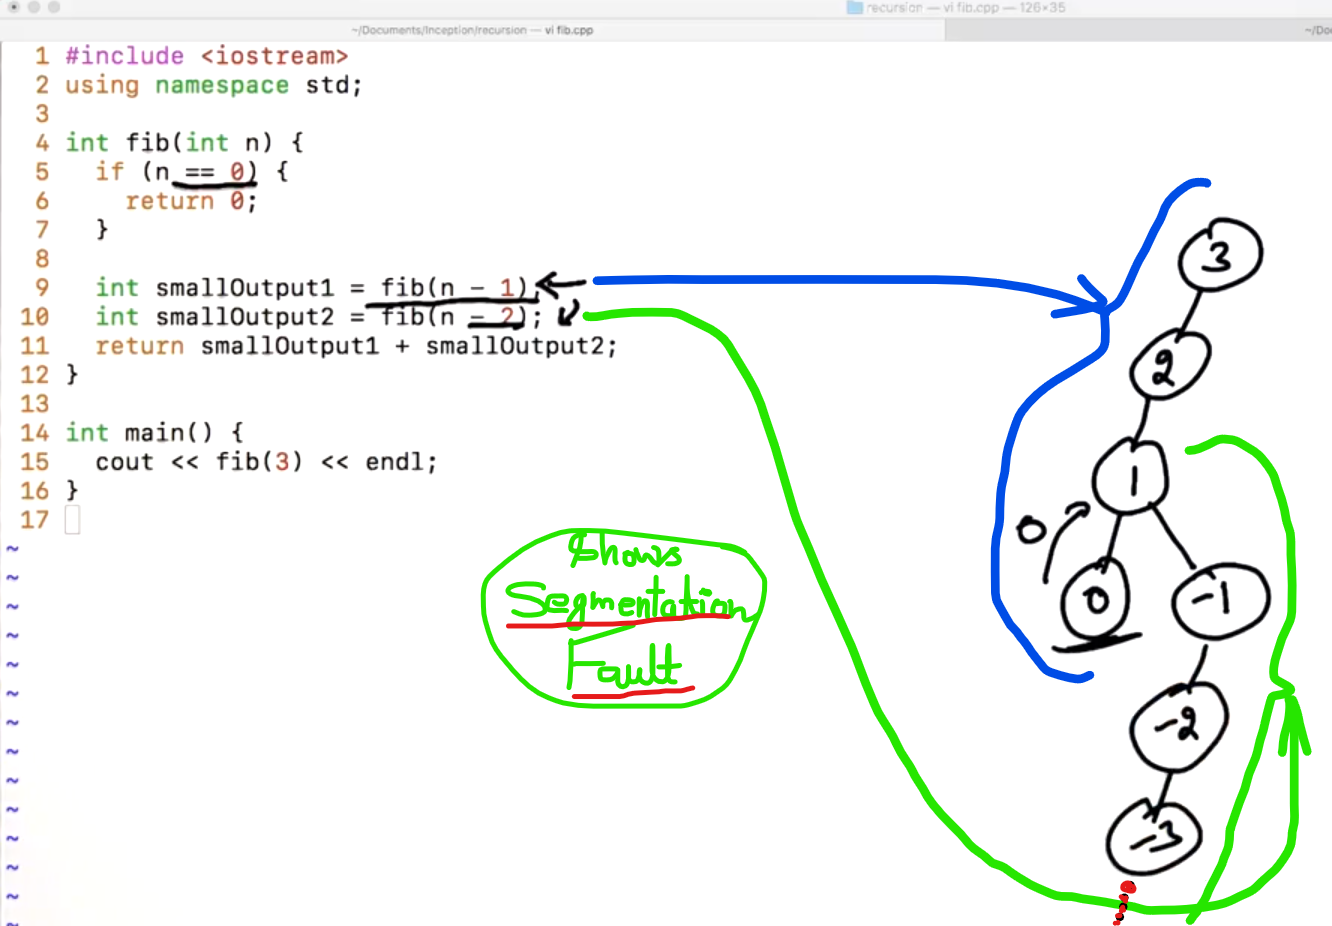 recursion — vi fib.cpp — 126×35
~/Documents/Inception/recursion — vi fib.cpp
~/Doc
1 #include <iostream>
2 using namespace std;
3
4 int fib(int n) {
5 if (n == 0) {
6 return 0;
7 }
8
9 int smallOutput1 = fib(n - 1);
10 int smallOutput2 = fib(n - 2);
11 return smallOutput1 + smallOutput2;
12 }
13
14 int main() {
15 cout << fib(3) << endl;
16 }
17
~
~
~
~
~
~
~
~
~
~
~
~
~
~
Shows
Segmentation
Fault
3
2
1
0
0 -1
-2
-3